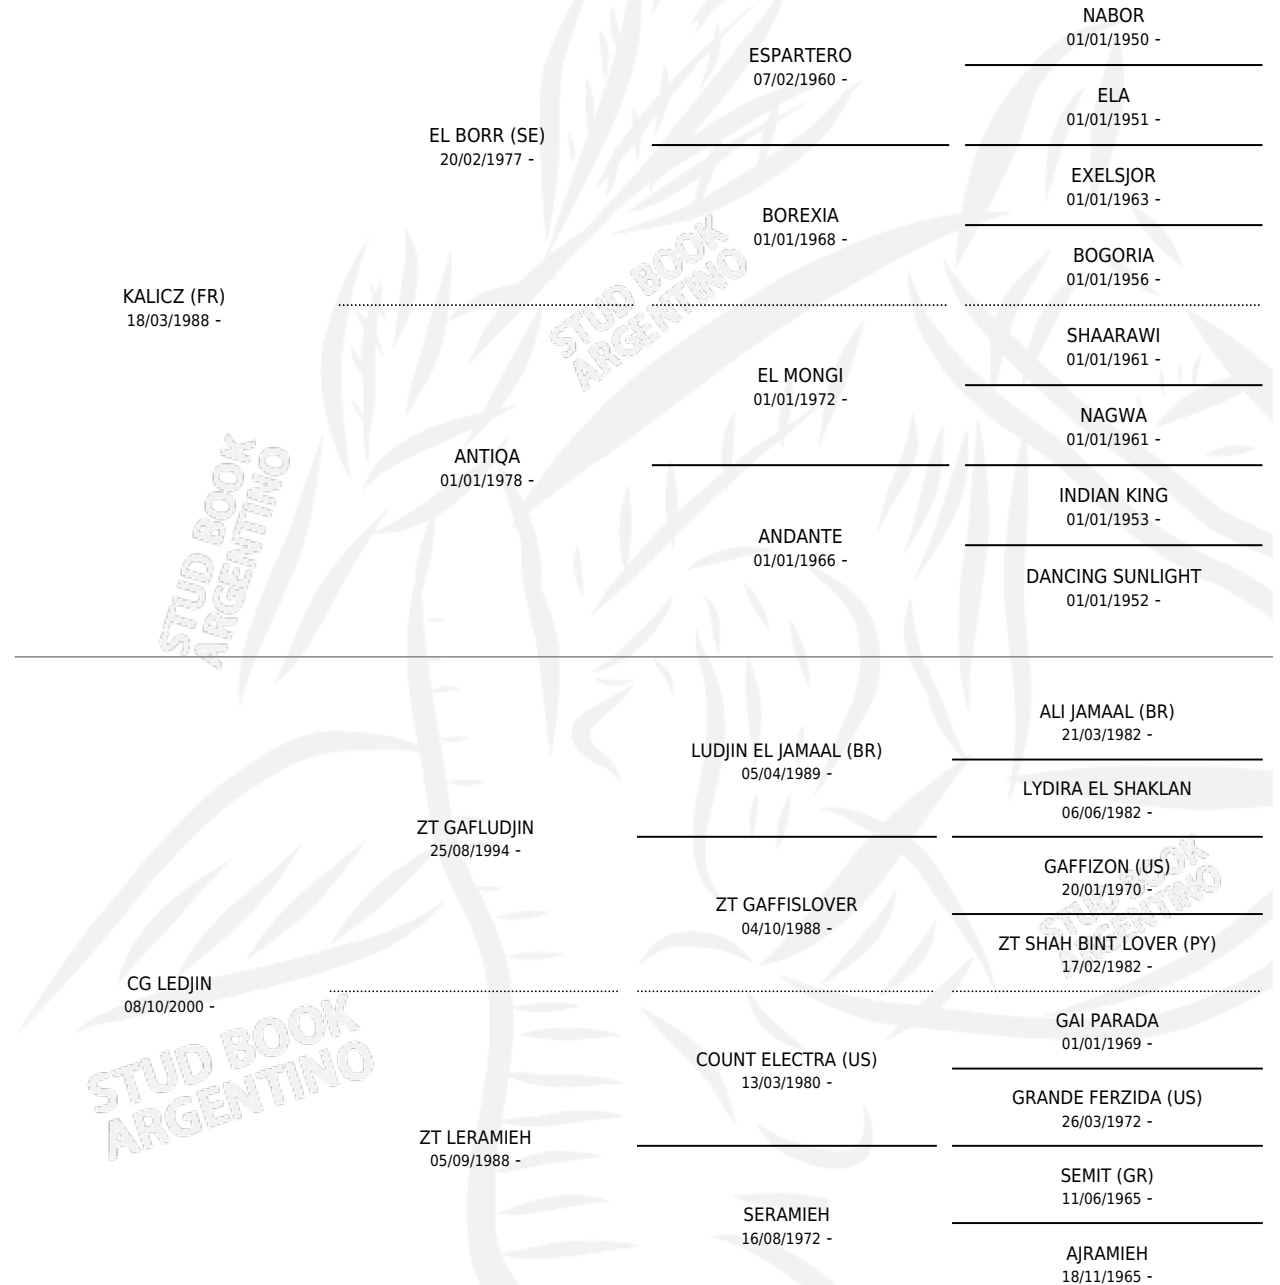 NABOR
01/01/1950 -
ESPARTERO
07/02/1960 -
ELA
01/01/1951 -
EL BORR (SE)
20/02/1977 -
EXELSJOR
01/01/1963 -
BOREXIA
01/01/1968 -
BOGORIA
01/01/1956 -
KALICZ (FR)
18/03/1988 -
STUD BOOK
ARGENTINO
SHAARAWI
01/01/1961 -
EL MONGI
01/01/1972 -
NAGWA
01/01/1961 -
ANTIQA
01/01/1978 -
INDIAN KING
01/01/1953 -
ANDANTE
01/01/1966 -
DANCING SUNLIGHT
01/01/1952 -
STUD BOOK
ARGENTINO
ALI JAMAAL (BR)
21/03/1982 -
LUDJIN EL JAMAAL (BR)
05/04/1989 -
LYDIRA EL SHAKLAN
06/06/1982 -
ZT GAFLUDJIN
25/08/1994 -
GAFFIZON (US)
20/01/1970 -
ZT GAFFISLOVER
04/10/1988 -
STUD BOOK
ARGENTINO
ZT SHAH BINT LOVER (PY)
17/02/1982 -
CG LEDJIN
08/10/2000 -
GAI PARADA
01/01/1969 -
COUNT ELECTRA (US)
13/03/1980 -
GRANDE FERZIDA (US)
26/03/1972 -
STUD BOOK
ARGENTINO
ZT LERAMIEH
05/09/1988 -
SEMIT (GR)
11/06/1965 -
SERAMIEH
16/08/1972 -
AJRAMIEH
18/11/1965 -